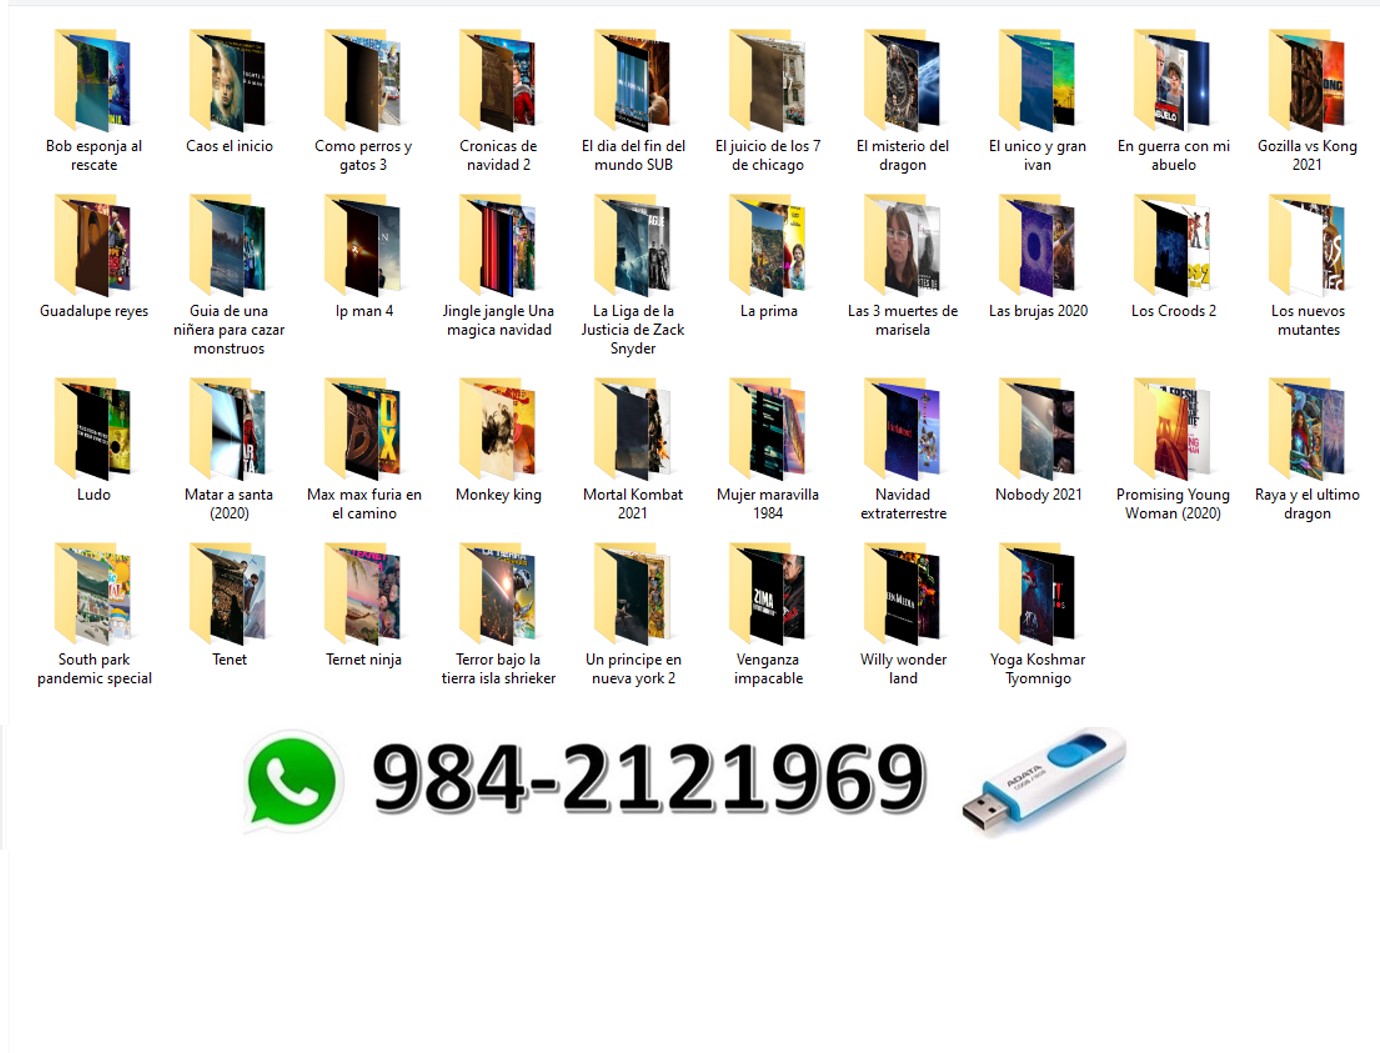 Bob esponja al
rescate
Caos el inicio
Como perros y
gatos 3
Cronicas de
navidad 2
El dia del fin del
mundo SUB
El juicio de los 7
de chicago
El misterio del
dragon
El unico y gran
ivan
En guerra con mi
abuelo
Gozilla vs Kong
2021
Guadalupe reyes
Guia de una
niñera para cazar
monstruos
Ip man 4
Jingle jangle Una
magica navidad
La Liga de la
Justicia de Zack
Snyder
La prima
Las 3 muertes de
marisela
Las brujas 2020
Los Croods 2
Los nuevos
mutantes
Ludo
Matar a santa
(2020)
Max max furia en
el camino
Monkey king
Mortal Kombat
2021
Mujer maravilla
1984
Navidad
extraterrestre
Nobody 2021
Promising Young
Woman (2020)
Raya y el ultimo
dragon
South park
pandemic special
Tenet
Ternet ninja
Terror bajo la
tierra isla shrieker
Un principe en
nueva york 2
Venganza
impacable
Willy wonder
land
Yoga Koshmar
Tyomnigo
984-2121969
ADATA